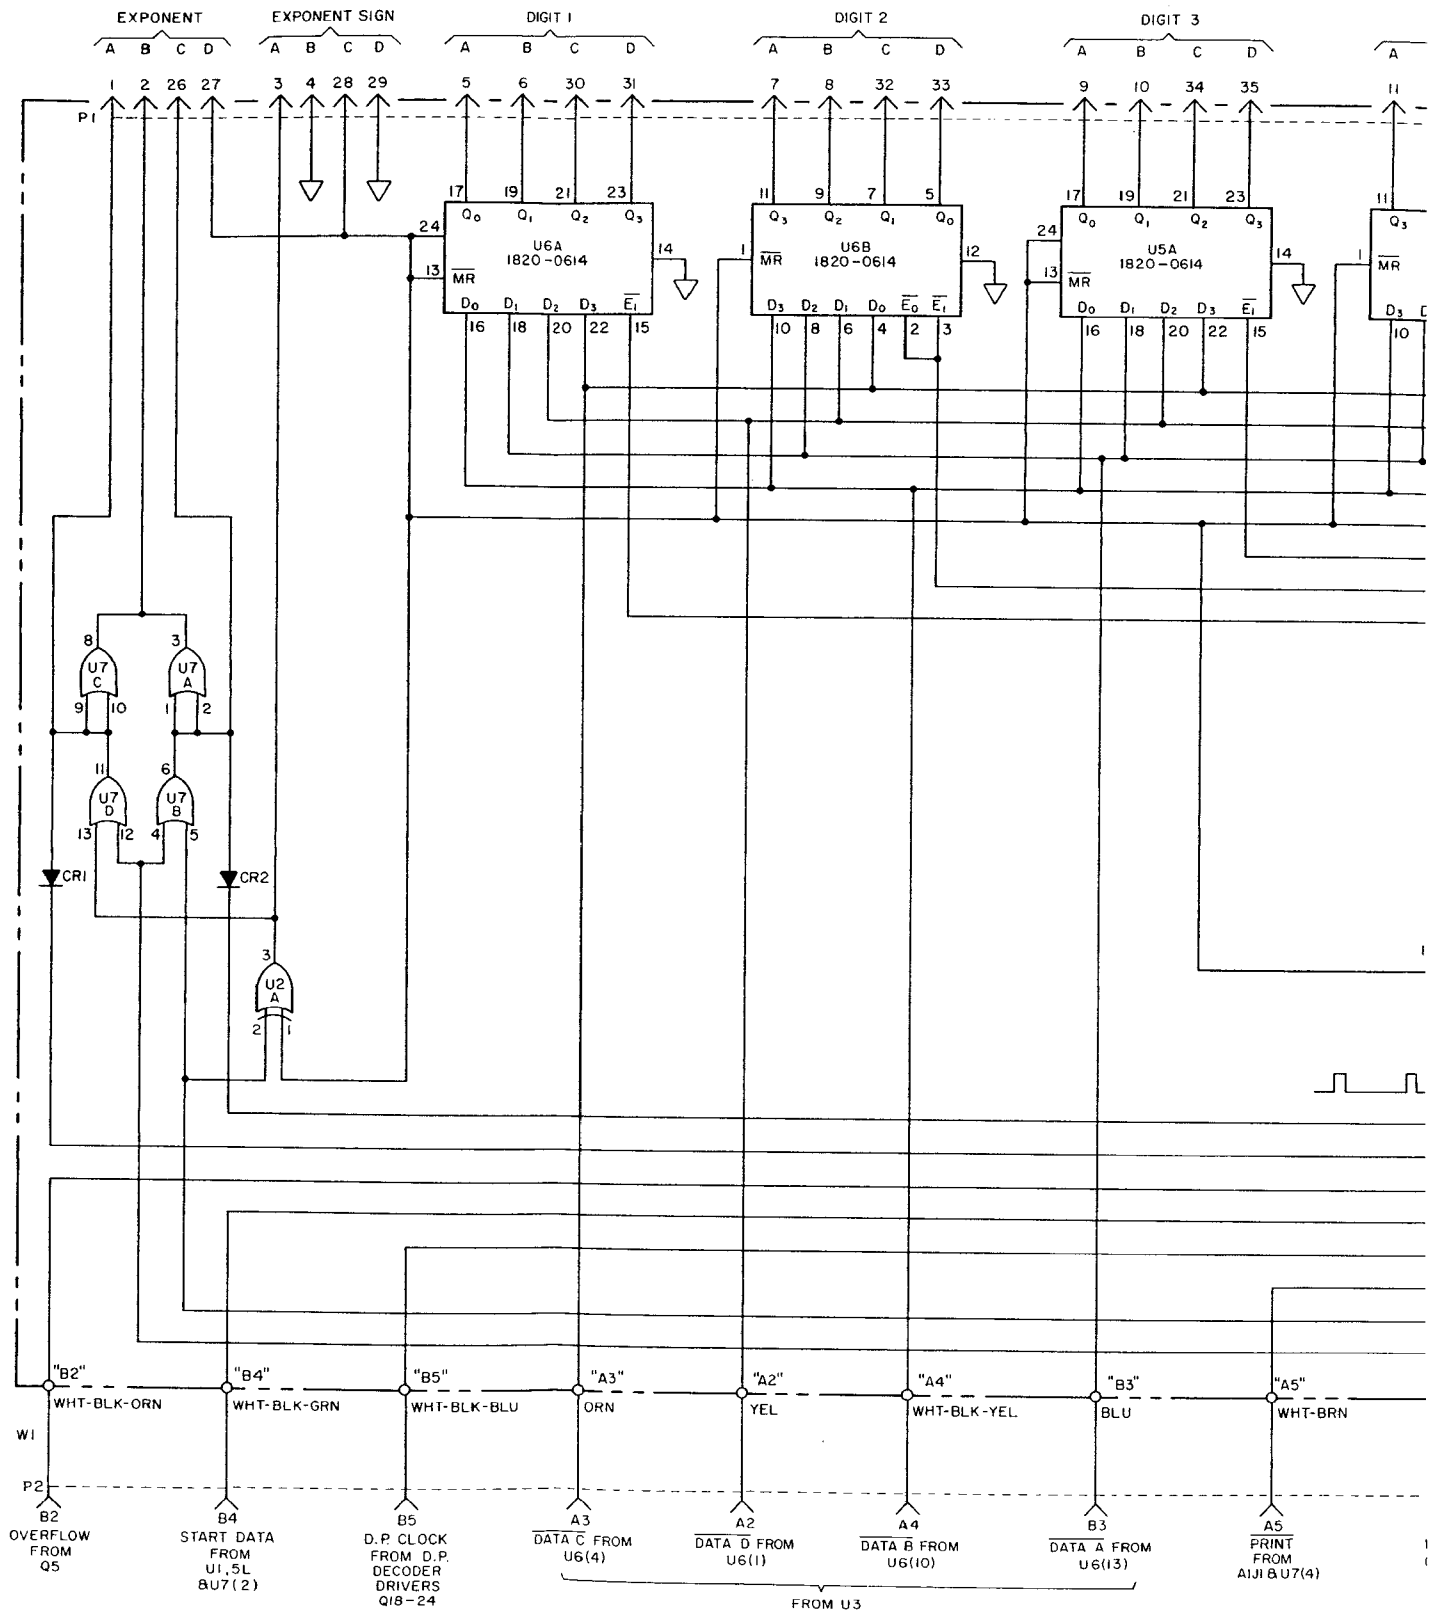 EXPONENT EXPONENT SIGN DIGIT 1 DIGIT 2 DIGIT 3
A B C D A B C D A B C D A B C D A B C D A
1 2 26 27 3 4 28 29 5 6 30 31 7 8 32 33 9 10 34 35 11
P1
17 19 21 23 11 9 7 5 17 19 21 23 11
Q0 Q1 Q2 Q3 Q3 Q2 Q1 Q0 Q0 Q1 Q2 Q3 Q3
24 U6A 14 1 U6B 12 24 U5A 14 1
1820-0614 1820-0614 1820-0614
13 MR MR 13 MR MR
D0 D1 D2 D3 E1 D3 D2 D1 D0 E0 E1 D0 D1 D2 D3 E1 D3
16 18 20 22 15 10 8 6 4 2 3 16 18 20 22 15 10
8 3
U7 C U7 A
9 10 1 2
11 6
U7 D U7 B
13 12 4 5
CR1 CR2
3
U2 A
2 1
"B2" "B4" "B5" "A3" "A2" "A4" "B3" "A5"
WHT-BLK-ORN WHT-BLK-GRN WHT-BLK-BLU ORN YEL WHT-BLK-YEL BLU WHT-BRN
W1
P2
B2
OVERFLOW
FROM
Q5
B4
START DATA
FROM
U1,5L
&U7(2)
B5
D.P. CLOCK
FROM D.P.
DECODER
DRIVERS
Q18-24
A3
DATA C FROM
U6(4)
A2
DATA D FROM
U6(1)
A4
DATA B FROM
U6(10)
B3
DATA A FROM
U6(13)
A5
PRINT
FROM
A1J1&U7(4)
FROM U3